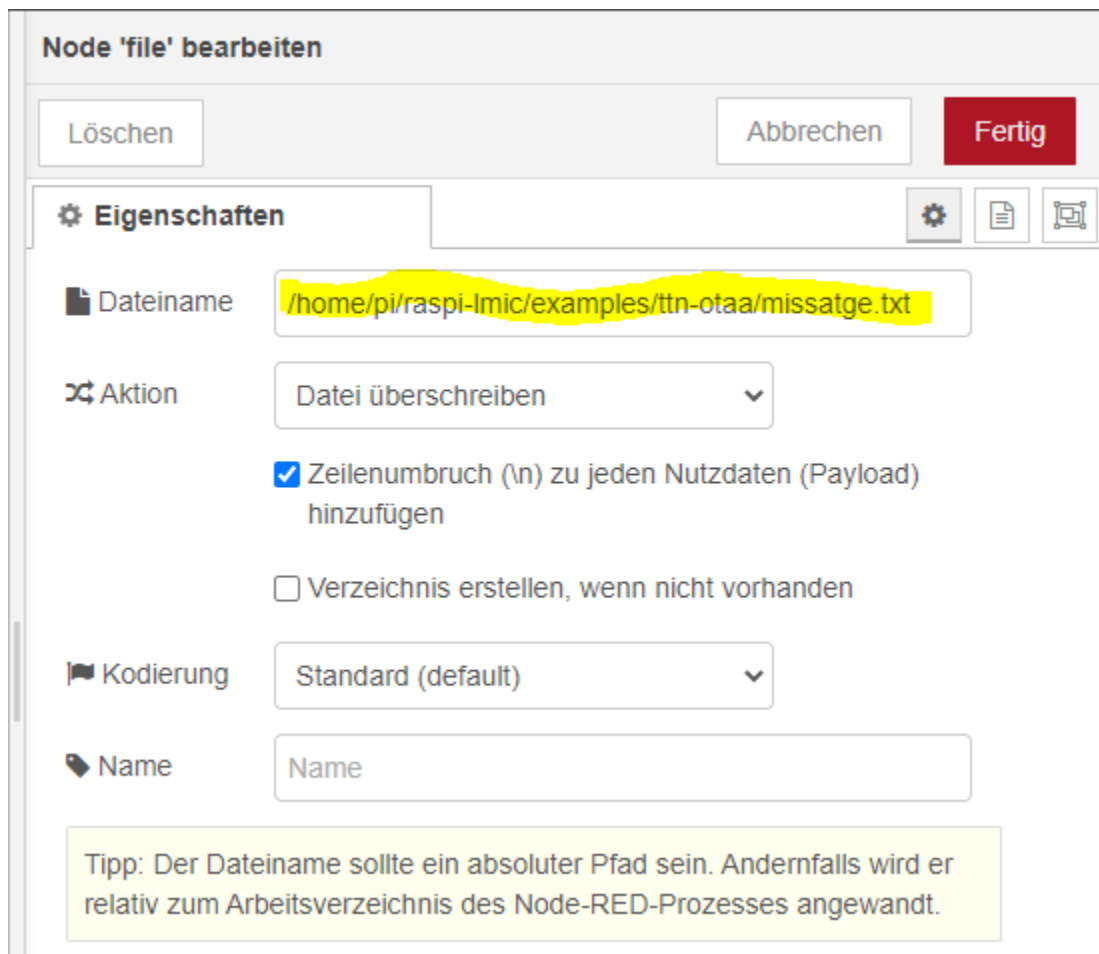 Node 'file' bearbeiten
Löschen
Abbrechen
Fertig
Eigenschaften
Dateiname
/home/pi/raspi-lmic/examples/ttn-otaa/missatge.txt
Aktion
Datei überschreiben
Zeilenumbruch (\n) zu jeden Nutzdaten (Payload)
hinzufügen
Verzeichnis erstellen, wenn nicht vorhanden
Kodierung
Standard (default)
Name
Name
Tipp: Der Dateiname sollte ein absoluter Pfad sein. Andernfalls wird er
relativ zum Arbeitsverzeichnis des Node-RED-Prozesses angewandt.